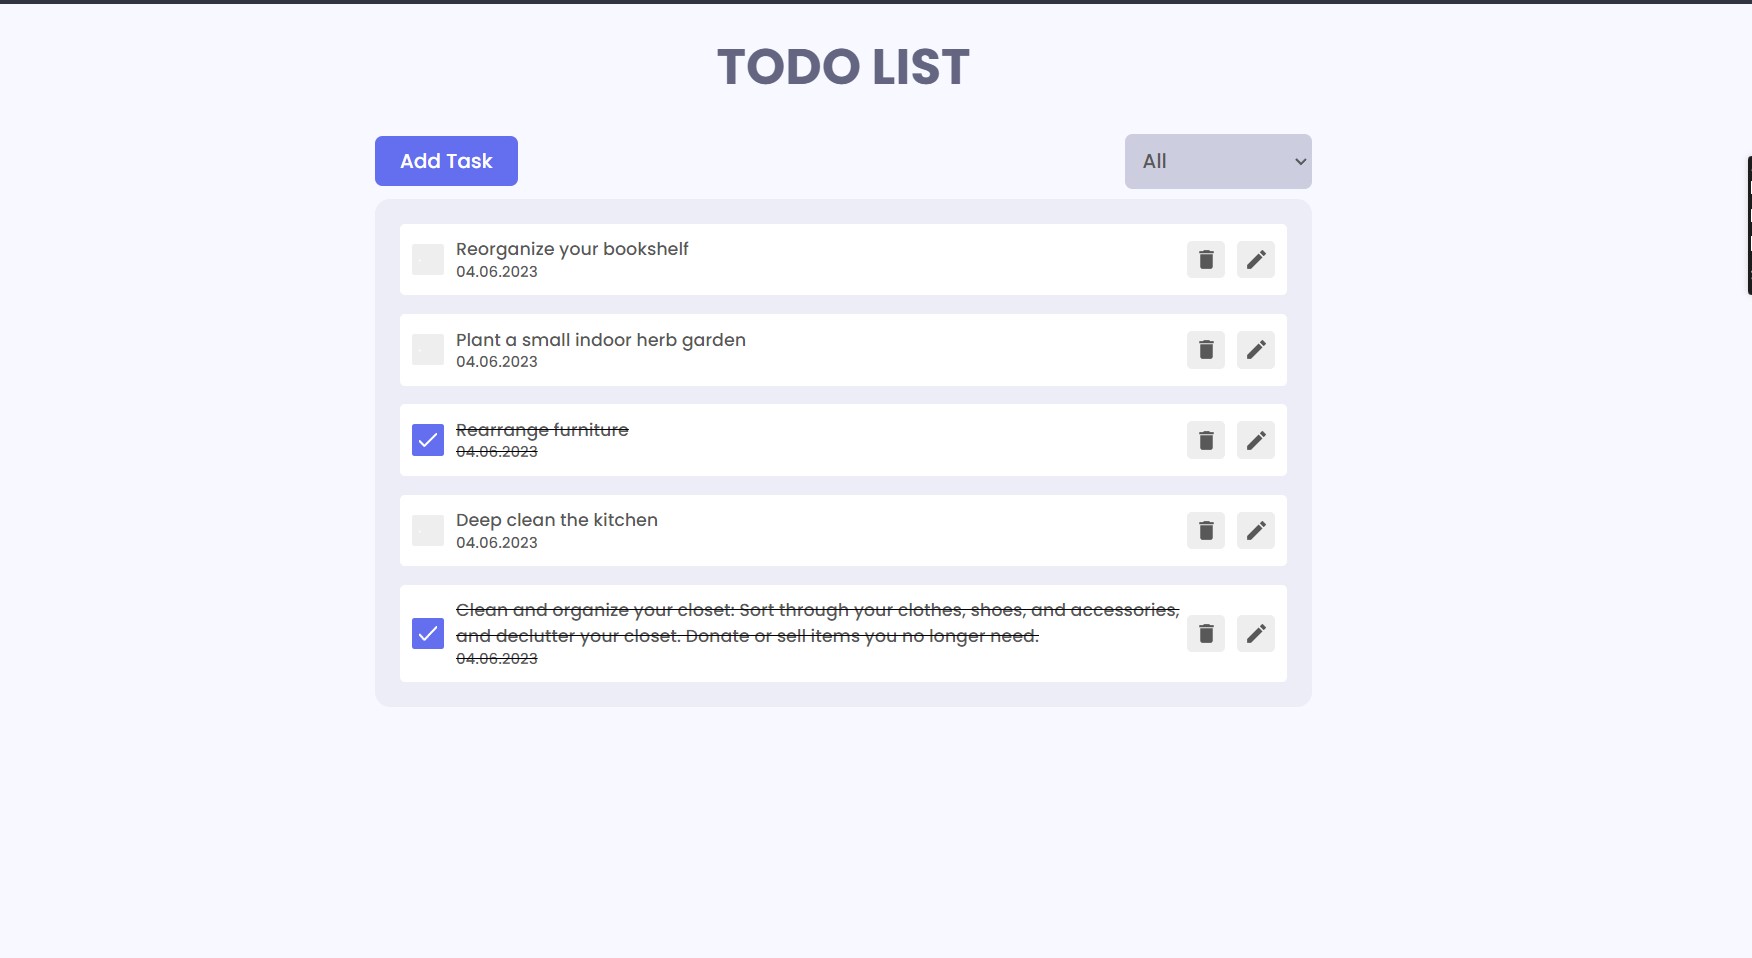 TODO LIST
Add Task
All
Reorganize your bookshelf
04.06.2023
Plant a small indoor herb garden
04.06.2023
Rearrange furniture
04.06.2023
Deep clean the kitchen
04.06.2023
Clean and organize your closet: Sort through your clothes, shoes, and accessories,
and declutter your closet. Donate or sell items you no longer need.
04.06.2023